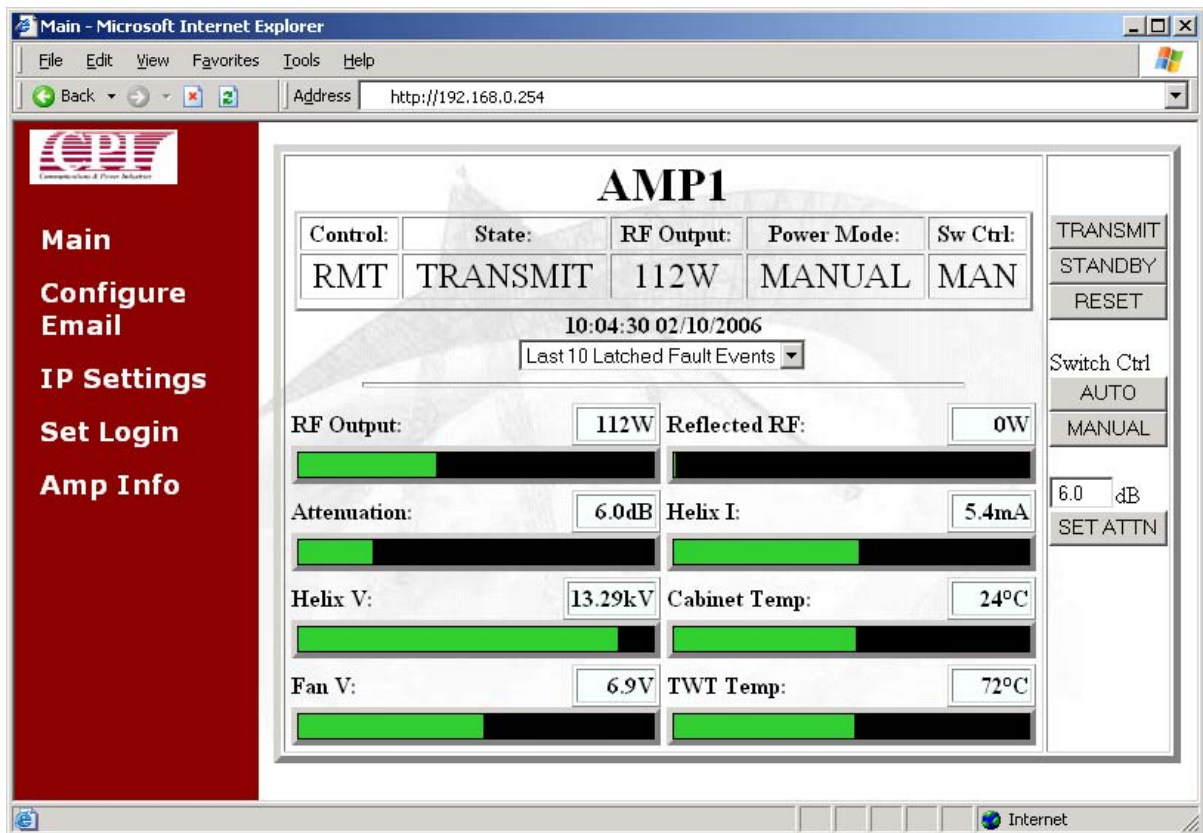 Main - Microsoft Internet Explorer
File Edit View Favorites Tools Help
Back Address http://192.168.0.254
CPI
Communications & Power Industries
Main
Configure
Email
IP Settings
Set Login
Amp Info
AMP1
Control: State: RF Output: Power Mode: Sw Ctrl:
RMT TRANSMIT 112W MANUAL MAN
10:04:30 02/10/2006
Last 10 Latched Fault Events
RF Output: 112W Reflected RF: 0W
Attenuation: 6.0dB Helix I: 5.4mA
Helix V: 13.29kV Cabinet Temp: 24°C
Fan V: 6.9V TWT Temp: 72°C
TRANSMIT
STANDBY
RESET
Switch Ctrl
AUTO
MANUAL
6.0 dB
SET ATTN
Internet